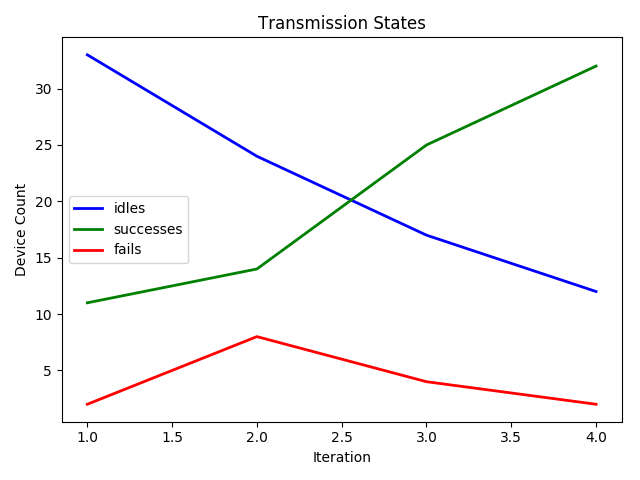 Transmission States
Device Count
30
25
20
15
10
5
idles
successes
fails
1.0 1.5 2.0 2.5 3.0 3.5 4.0
Iteration